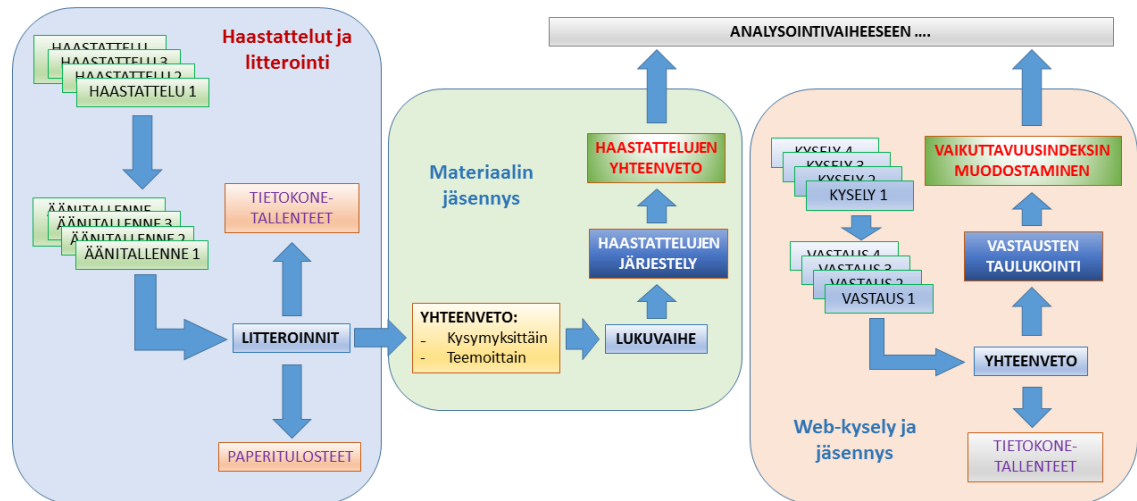 Haastattelut ja
litterointi
HAASTATTELU
HAASTATTELU 3
HAASTATTELU 2
HAASTATTELU 1
ÄÄNITALLENNE
ÄÄNITALLENNE 3
ÄÄNITALLENNE 2
ÄÄNITALLENNE 1
TIETOKONE-
TALLENTEET
LITTEROINNIT
PAPERITULOSTEET
ANALYSOINTIVAIHEESEEN ....
Materiaalin
jäsennys
HAASTATTELUJEN
YHTEENVETO
HAASTATTELUJEN
JÄRJESTELY
YHTEENVETO:
- Kysymyksittäin
- Teemoittain
LUKUVAIHE
KYSELY 4
KYSELY 3
KYSELY 2
KYSELY 1
VASTAUS 4
VASTAUS 3
VASTAUS 2
VASTAUS 1
VAIKUTTAVUUSINDEKSIN
MUODOSTAMINEN
VASTAUSTEN
TAULUKOINTI
YHTEENVETO
Web-kysely ja
jäsennys
TIETOKONE-
TALLENTEET